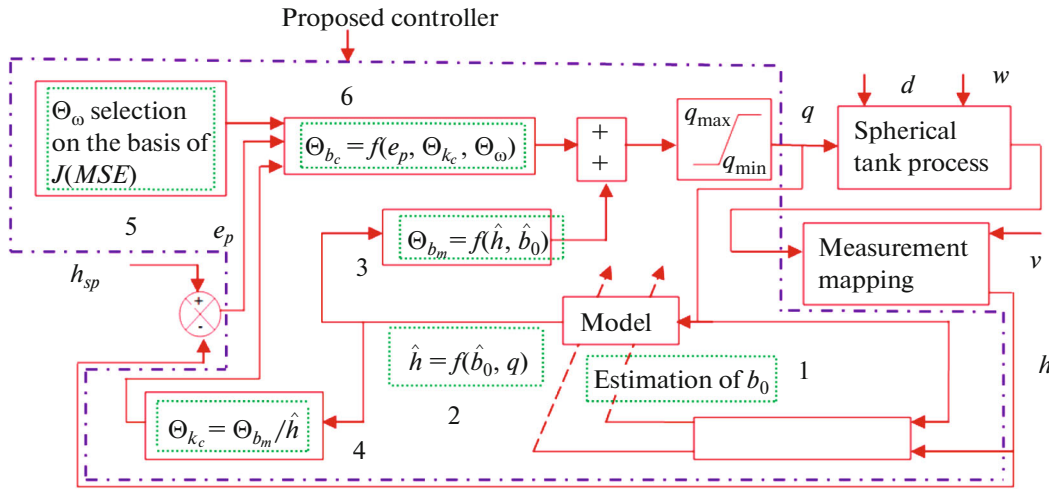 Proposed controller
Θω selection
on the basis of
J(MSE)
5
6
Θbc = f(ep, Θkc, Θω)
+
+
qmax
qmin
q
d
w
Spherical
tank process
ep
hsp
+
-
3
Θbm = f(ĥ, b̂0)
Measurement
mapping
v
Model
ĥ = f(b̂0, q)
2
Estimation of b0
1
h
Θkc = Θbm/ĥ
4